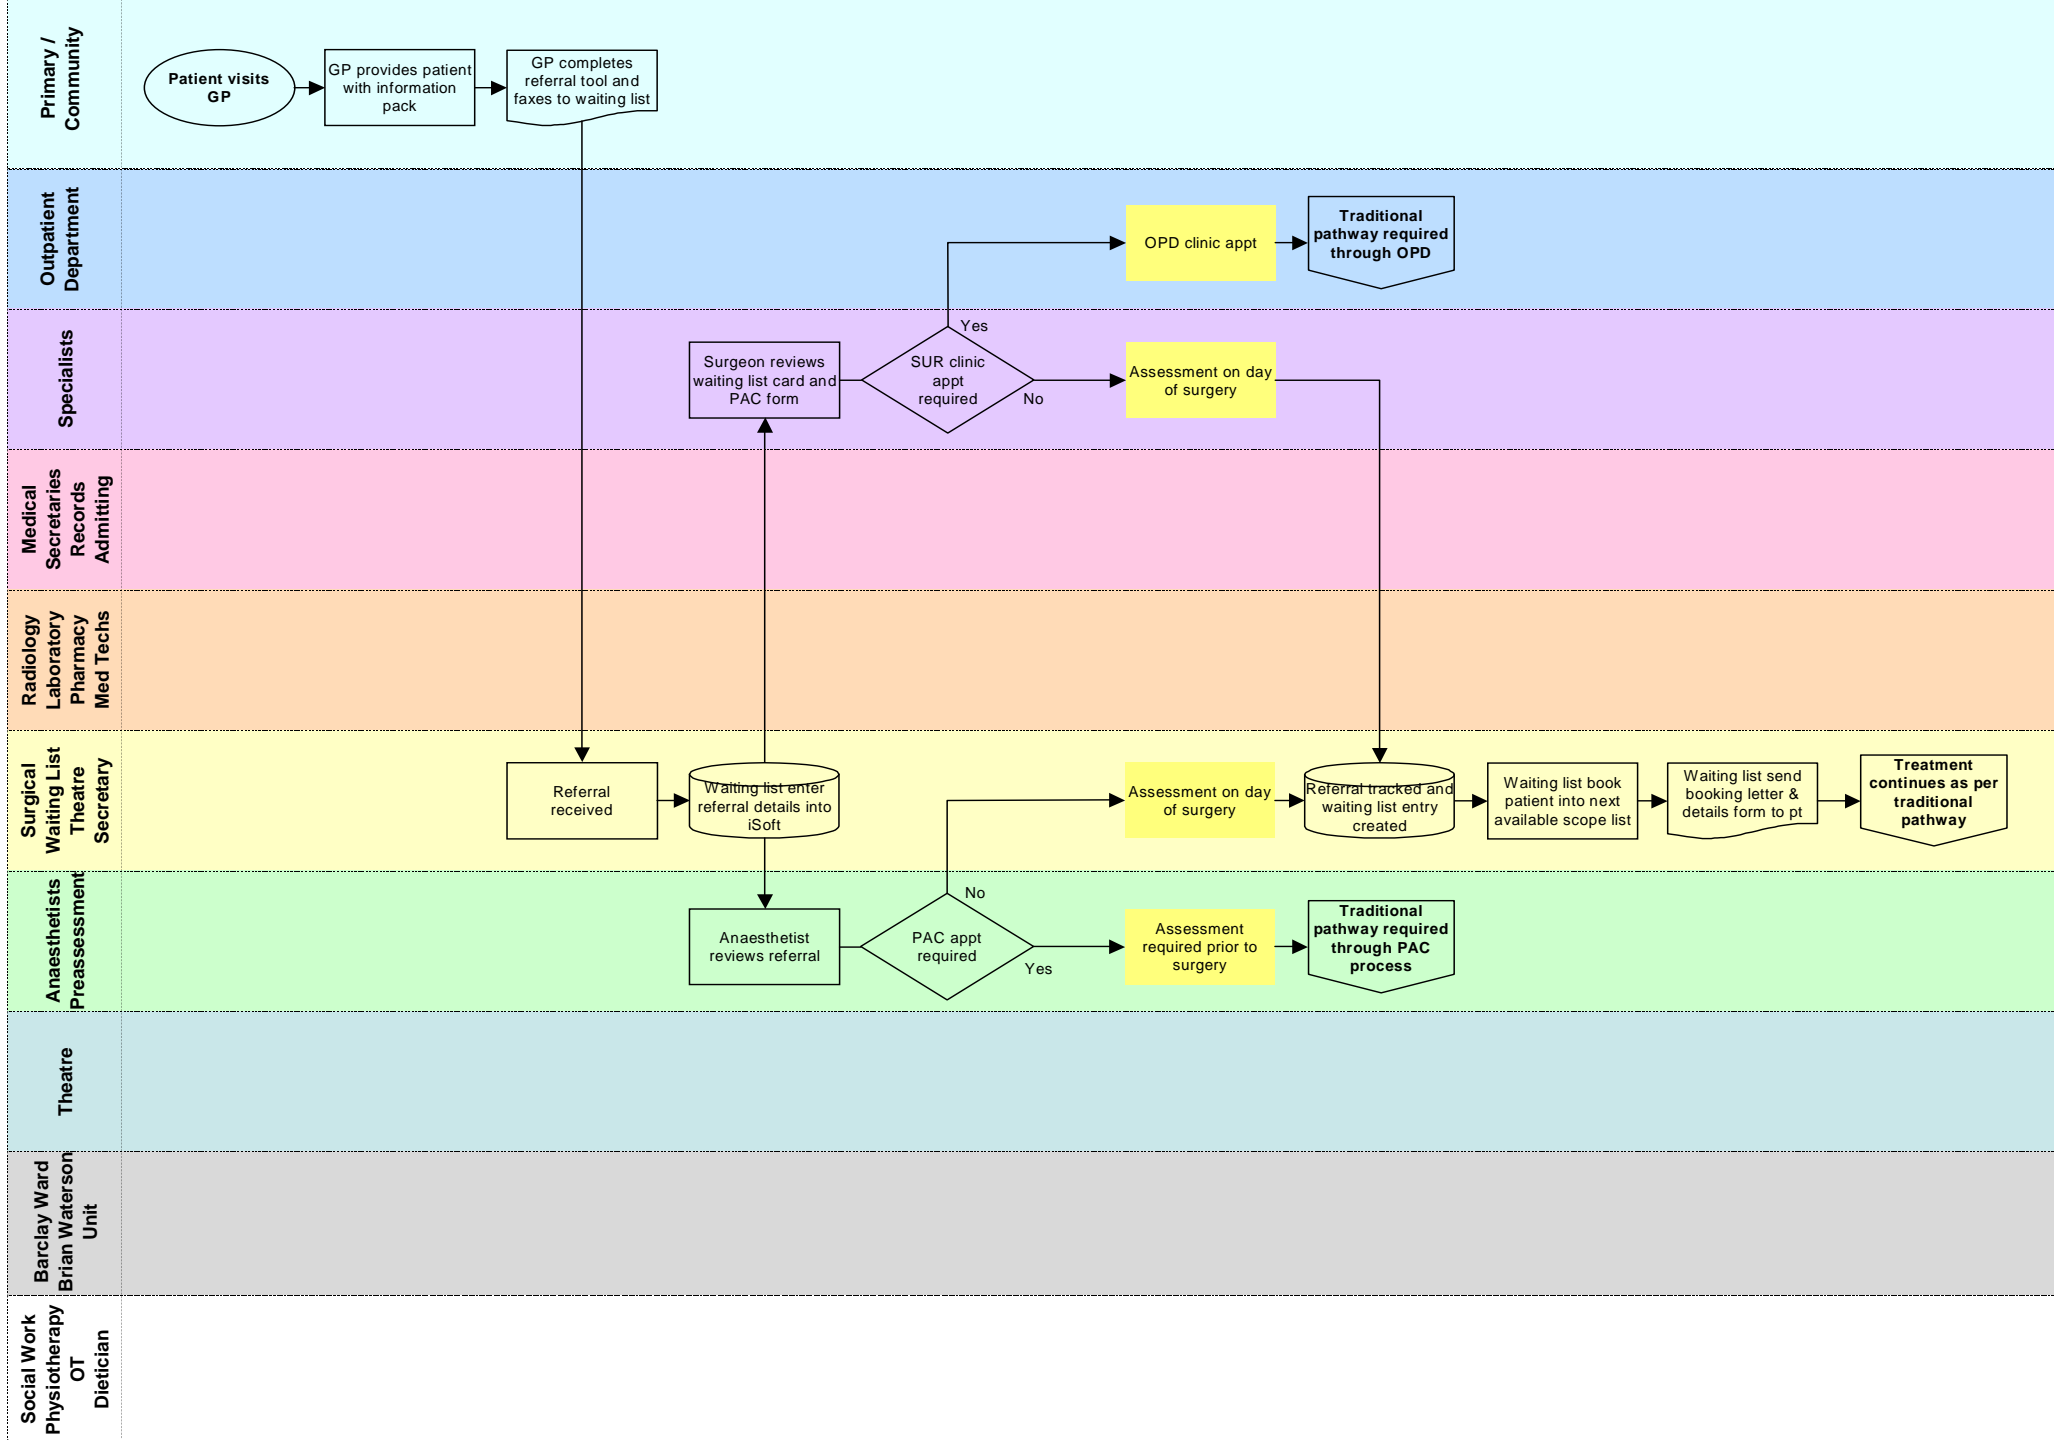 Primary /
Community
Patient visits
GP
GP provides patient
with information
pack
GP completes
referral tool and
faxes to waiting list
Outpatient
Department
OPD clinic appt
Traditional
pathway required
through OPD
Specialists
Surgeon reviews
waiting list card and
PAC form
SUR clinic
appt
required
Yes
No
Assessment on day
of surgery
Medical
Secretaries
Records
Admitting
Radiology
Laboratory
Pharmacy
Med Techs
Surgical
Waiting List
Theatre
Secretary
Referral
received
Waiting list enter
referral details into
iSoft
Assessment on day
of surgery
Referral tracked and
waiting list entry
created
Waiting list book
patient into next
available scope list
Waiting list send
booking letter &
details form to pt
Treatment
continues as per
traditional
pathway
Anaesthetists
Preassessment
Anaesthetist
reviews referral
PAC appt
required
No
Yes
Assessment
required prior to
surgery
Traditional
pathway required
through PAC
process
Theatre
Barclay Ward
Brian Waterson
Unit
Social Work
Physiotherapy
OT
Dietician